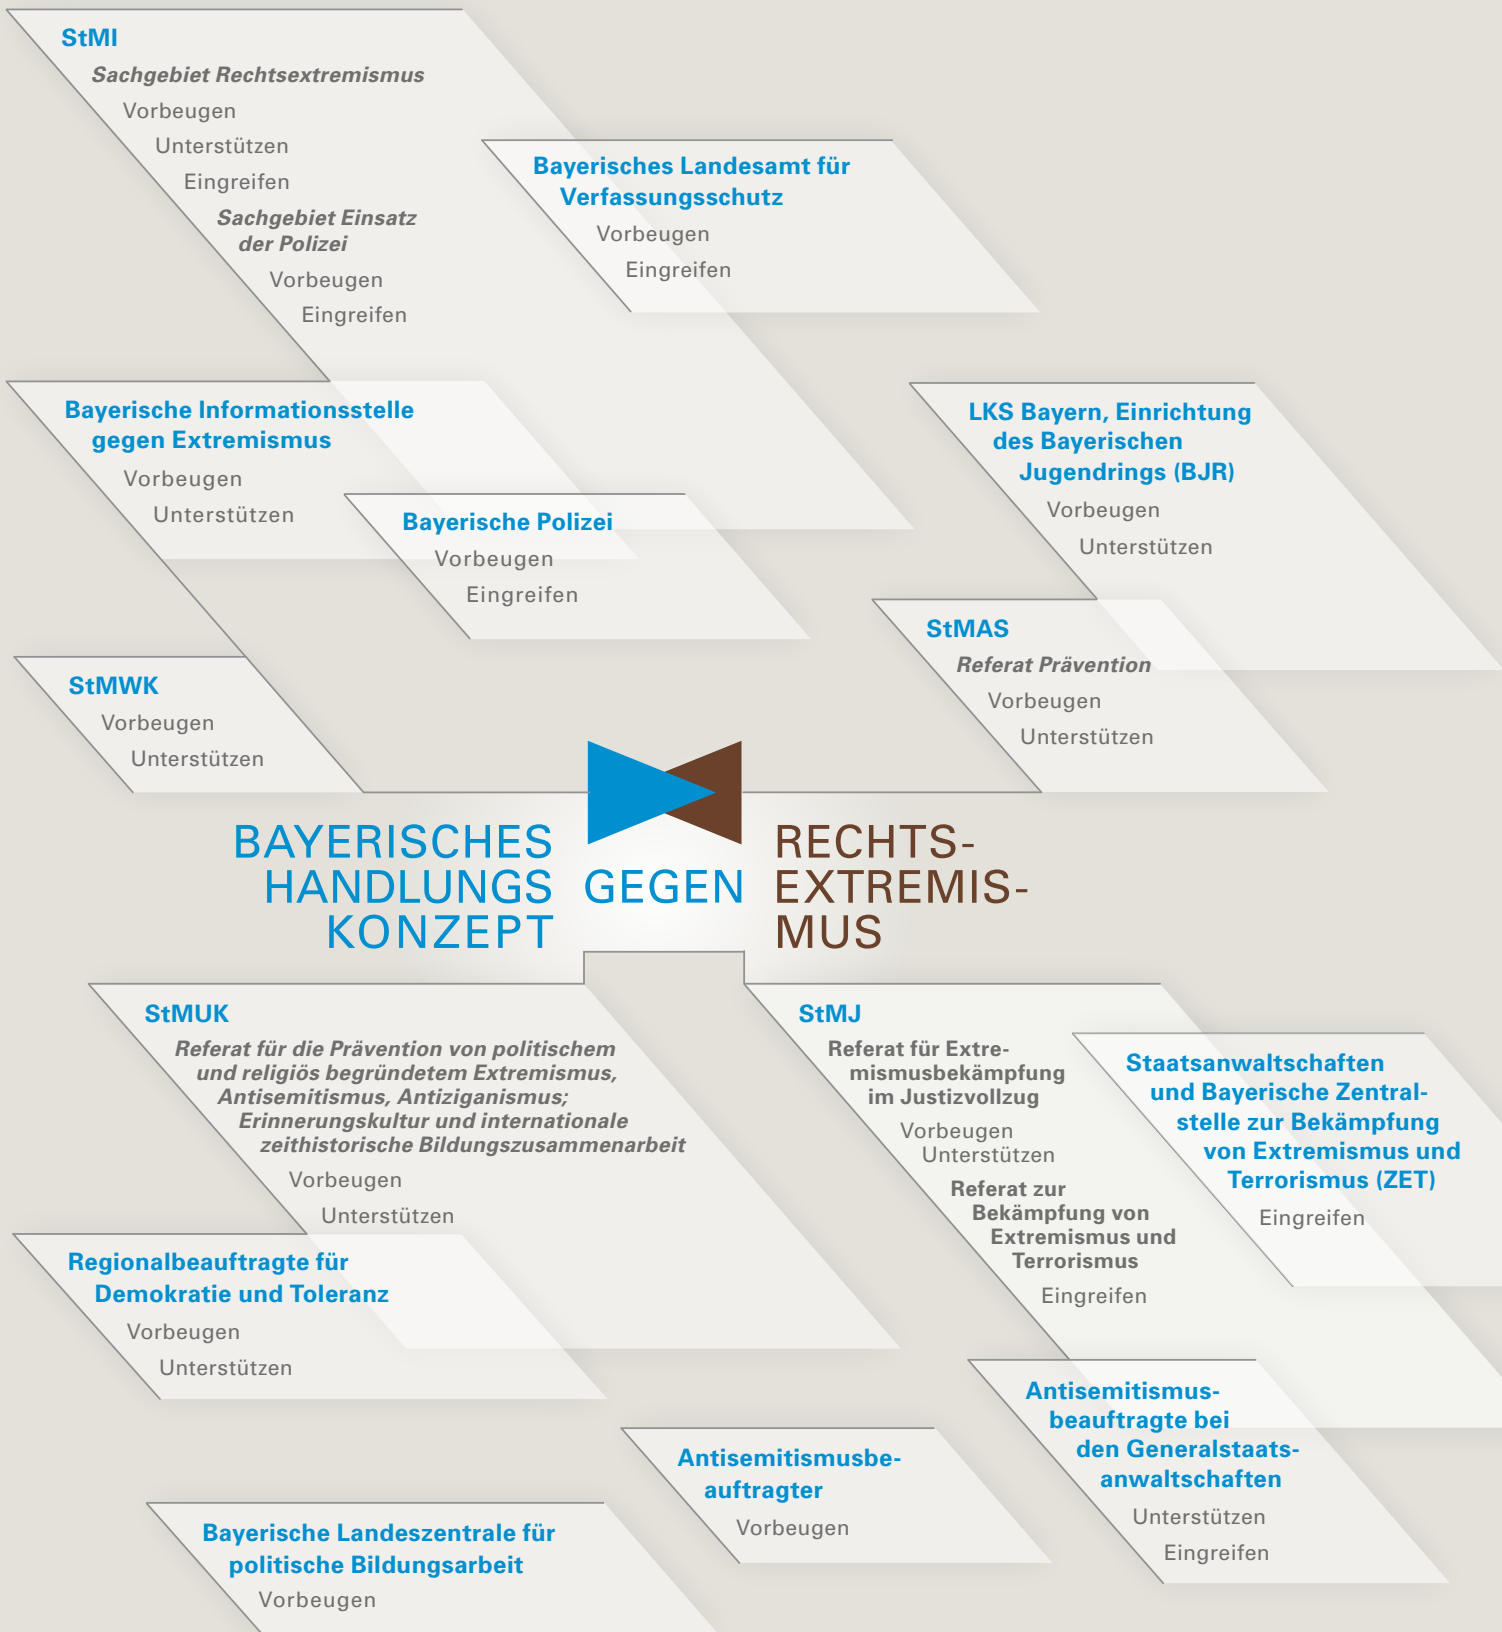 StMI
Sachgebiet Rechtsextremismus
Vorbeugen
Unterstützen
Eingreifen
Sachgebiet Einsatz
der Polizei
Vorbeugen
Eingreifen
Bayerisches Landesamt für
Verfassungsschutz
Vorbeugen
Eingreifen
Bayerische Informationsstelle
gegen Extremismus
Vorbeugen
Unterstützen
Bayerische Polizei
Vorbeugen
Eingreifen
LKS Bayern, Einrichtung
des Bayerischen
Jugendrings (BJR)
Vorbeugen
Unterstützen
StMAS
Referat Prävention
Vorbeugen
Unterstützen
StMWK
Vorbeugen
Unterstützen
BAYERISCHES
HANDLUNGS
KONZEPT
GEGEN
RECHTS-
EXTREMIS-
MUS
StMUK
Referat für die Prävention von politischem
und religiös begründetem Extremismus,
Antisemitismus, Antiziganismus;
Erinnerungskultur und internationale
zeithistorische Bildungszusammenarbeit
Vorbeugen
Unterstützen
Regionalbeauftragte für
Demokratie und Toleranz
Vorbeugen
Unterstützen
StMJ
Referat für Extre-
mismusbekämpfung
im Justizvollzug
Vorbeugen
Unterstützen
Referat zur
Bekämpfung von
Extremismus und
Terrorismus
Eingreifen
Staatsanwaltschaften
und Bayerische Zentral-
stelle zur Bekämpfung
von Extremismus und
Terrorismus (ZET)
Eingreifen
Antisemitismus-
beauftragte bei
den Generalstaats-
anwaltschaften
Unterstützen
Eingreifen
Antisemitismusbe-
auftragter
Vorbeugen
Bayerische Landeszentrale für
politische Bildungsarbeit
Vorbeugen